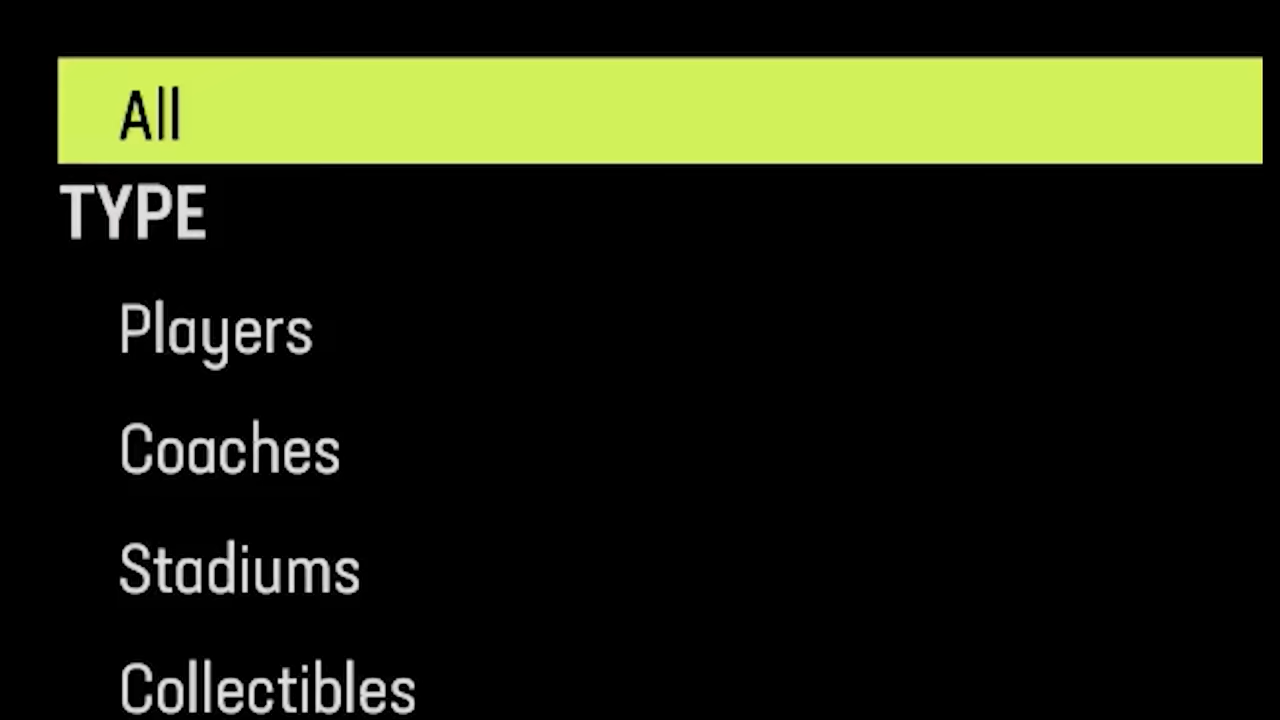 All
TYPE
Players
Coaches
Stadiums
Collectibles